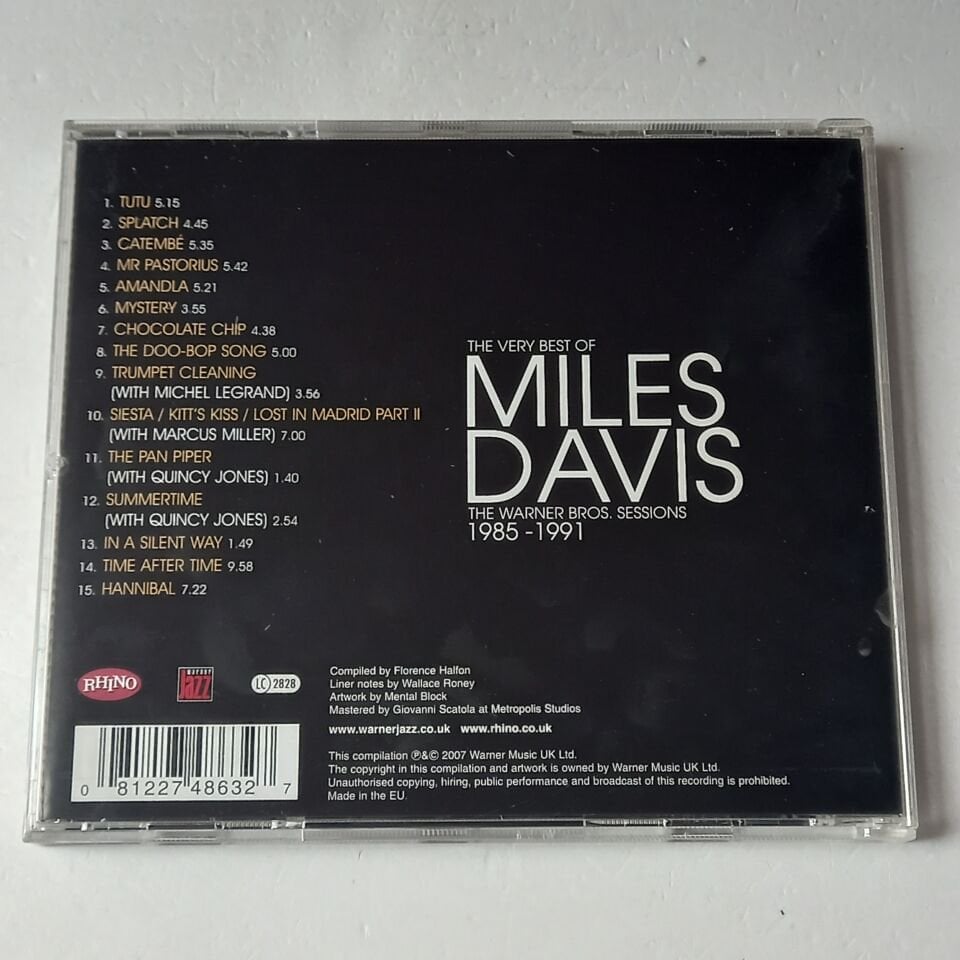 1. TUTU 5.15
2. SPLATCH 4.45
3. CATEMBÉ 5.35
4. MR PASTORIUS 5.42
5. AMANDLA 5.21
6. MYSTERY 3.55
7. CHOCOLATE CHIP 4.38
8. THE DOO-BOP SONG 5.00
9. TRUMPET CLEANING
(WITH MICHEL LEGRAND) 3.56
10. SIESTA / KITT'S KISS / LOST IN MADRID PART II
(WITH MARCUS MILLER) 7.00
11. THE PAN PIPER
(WITH QUINCY JONES) 1.40
12. SUMMERTIME
(WITH QUINCY JONES) 2.54
13. IN A SILENT WAY 1.49
14. TIME AFTER TIME 9.58
15. HANNIBAL 7.22
THE VERY BEST OF
MILES
DAVIS
THE WARNER BROS. SESSIONS
1985 -1991
RHINO
WARNER
Jazz
LC 2828
Compiled by Florence Halfon
Liner notes by Wallace Roney
Artwork by Mental Block
Mastered by Giovanni Scatola at Metropolis Studios
www.warnerjazz.co.uk www.rhino.co.uk
This compilation ℗&© 2007 Warner Music UK Ltd.
The copyright in this compilation and artwork is owned by Warner Music UK Ltd.
Unauthorised copying, hiring, public performance and broadcast of this recording is prohibited.
Made in the EU
0 81227 48632 7